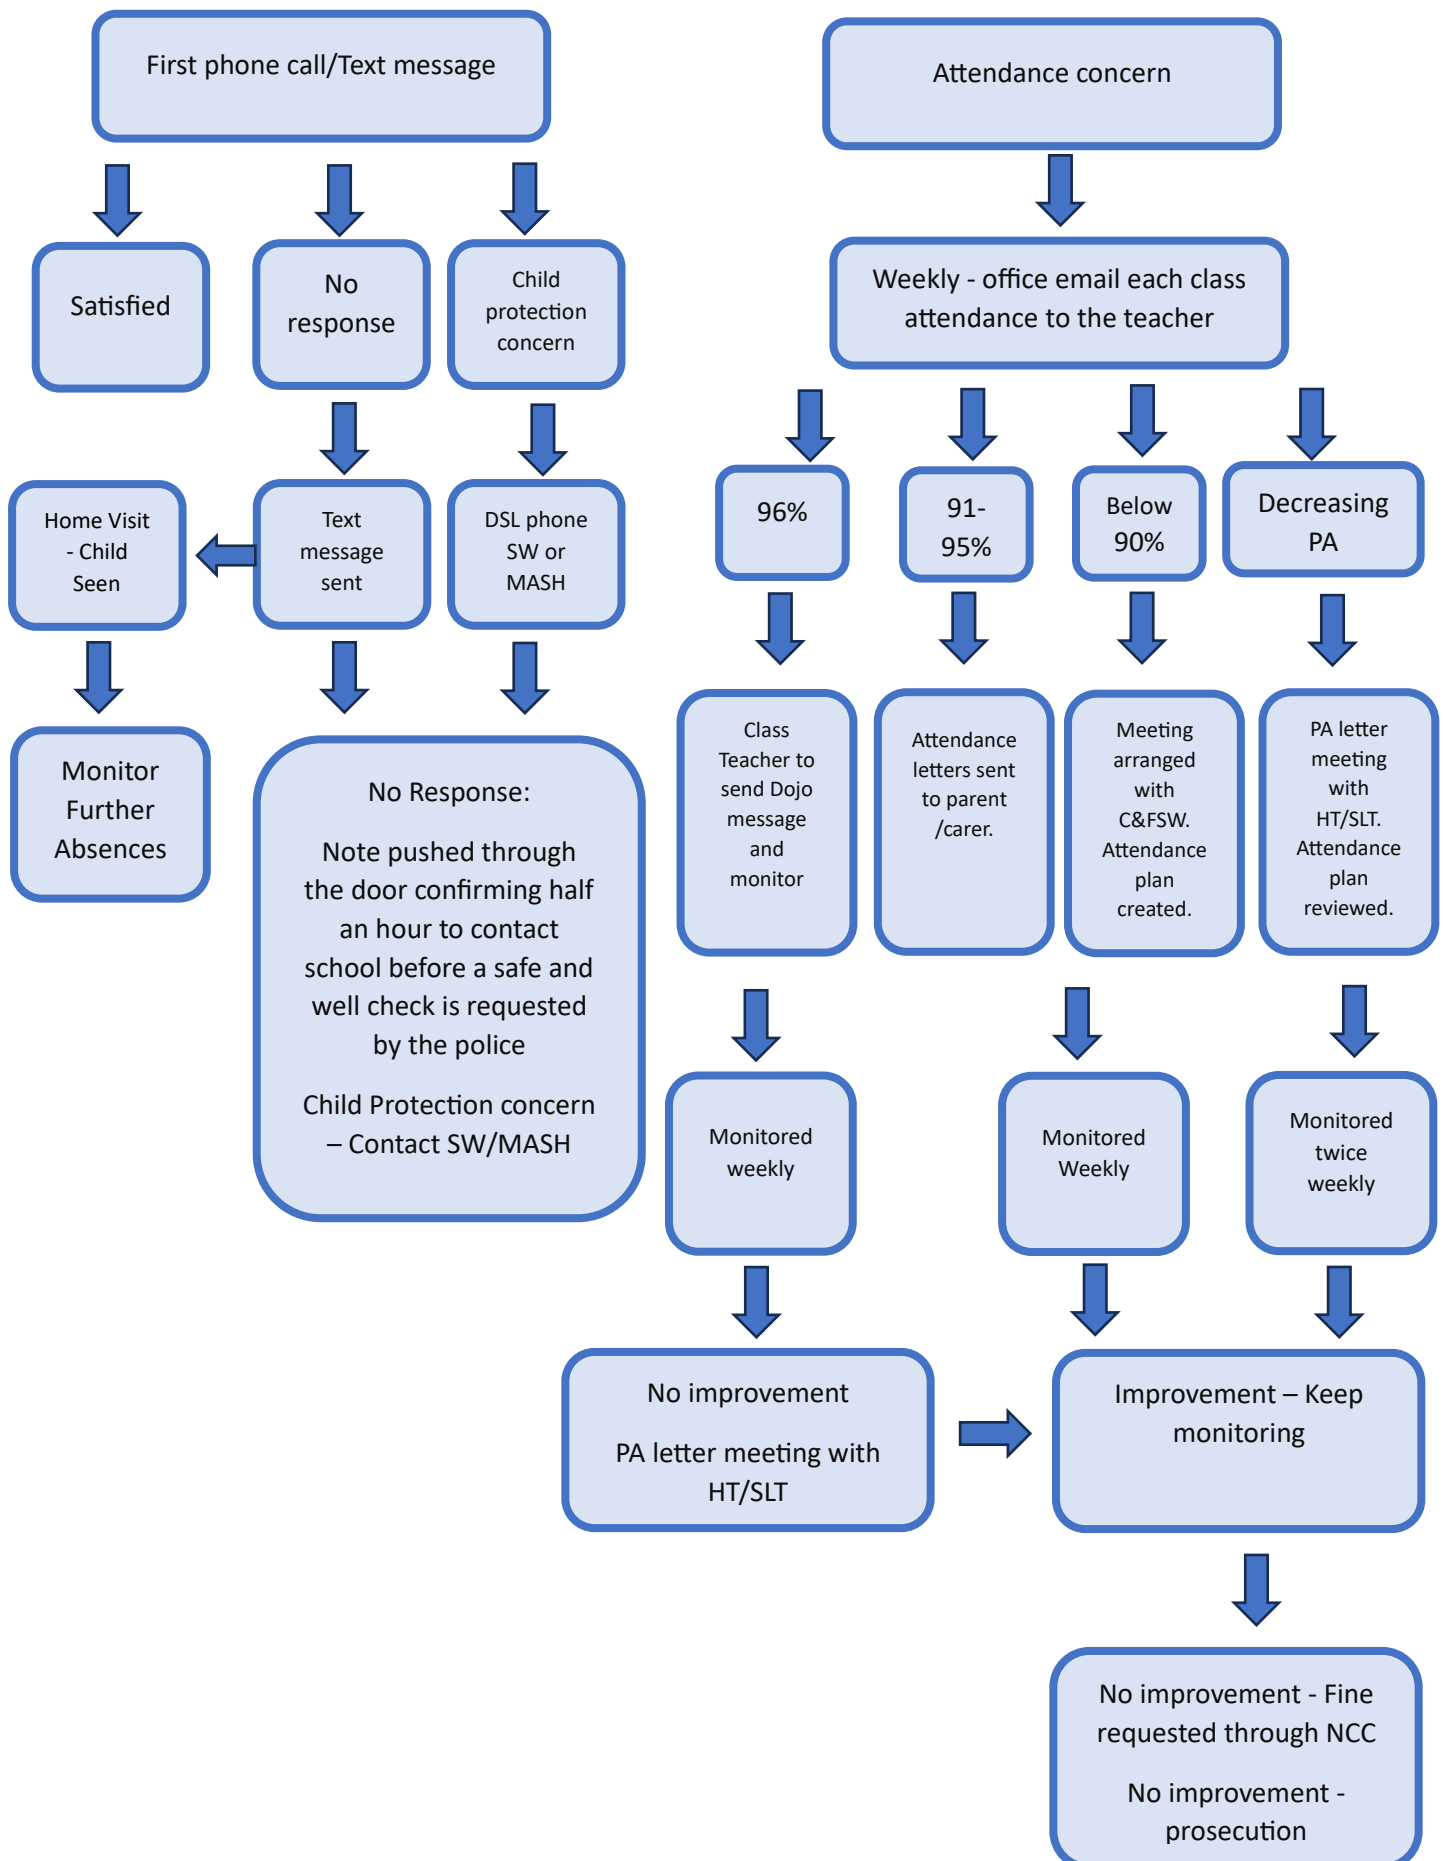 First phone call/Text message
Attendance concern
Satisfied
No
response
Child
protection
concern
Weekly - office email each class
attendance to the teacher
Home Visit
- Child
Seen
Text
message
sent
DSL phone
SW or
MASH
96%
91-
95%
Below
90%
Decreasing
PA
Monitor
Further
Absences
No Response:
Note pushed through
the door confirming half
an hour to contact
school before a safe and
well check is requested
by the police
Child Protection concern
– Contact SW/MASH
Class
Teacher to
send Dojo
message
and
monitor
Attendance
letters sent
to parent
/carer.
Meeting
arranged
with
C&FSW.
Attendance
plan
created.
PA letter
meeting
with
HT/SLT.
Attendance
plan
reviewed.
Monitored
weekly
Monitored
Weekly
Monitored
twice
weekly
No improvement
PA letter meeting with
HT/SLT
Improvement – Keep
monitoring
No improvement - Fine
requested through NCC
No improvement -
prosecution